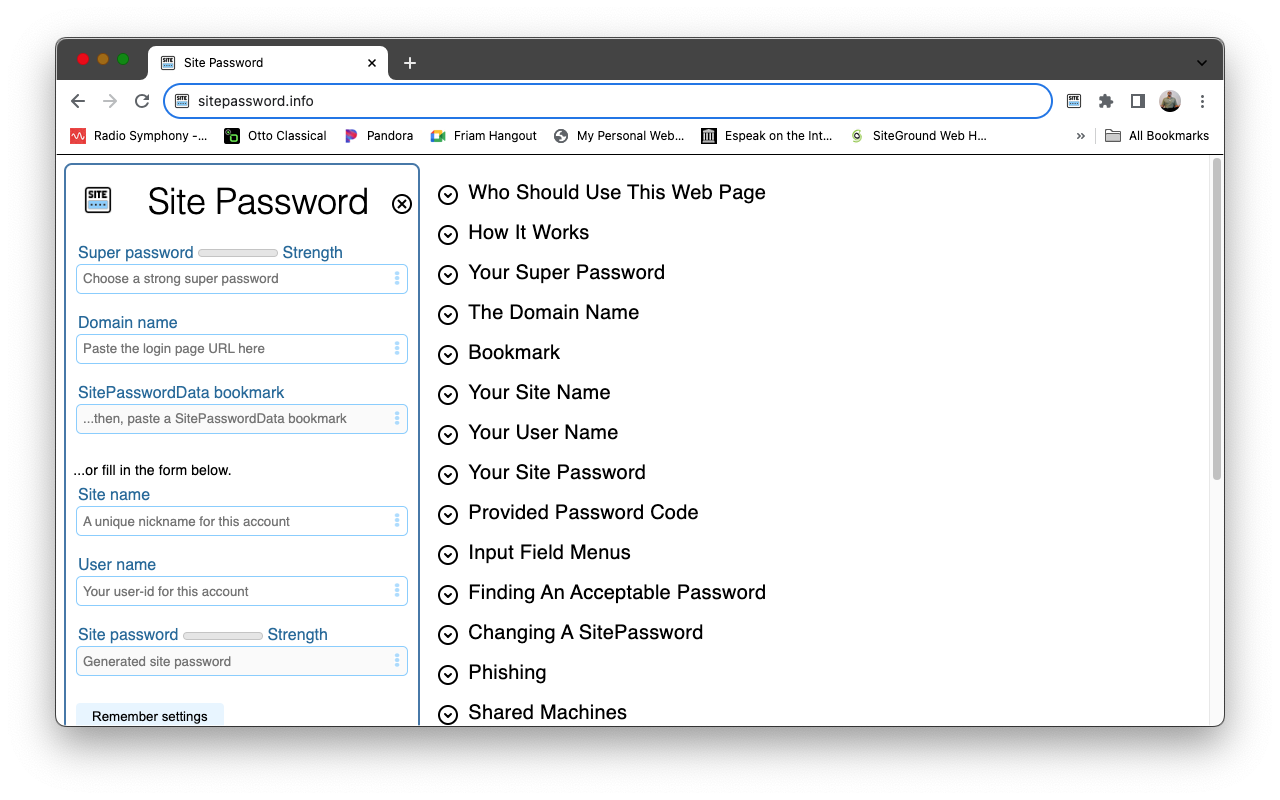 Site Password
sitepassword.info
Radio Symphony -... Otto Classical Pandora Friam Hangout My Personal Web... Espeak on the Int... SiteGround Web H... » All Bookmarks
SITE Site Password
Super password Strength
Choose a strong super password
Domain name
Paste the login page URL here
SitePasswordData bookmark
...then, paste a SitePasswordData bookmark
...or fill in the form below.
Site name
A unique nickname for this account
User name
Your user-id for this account
Site password Strength
Generated site password
Remember settings
Who Should Use This Web Page
How It Works
Your Super Password
The Domain Name
Bookmark
Your Site Name
Your User Name
Your Site Password
Provided Password Code
Input Field Menus
Finding An Acceptable Password
Changing A SitePassword
Phishing
Shared Machines